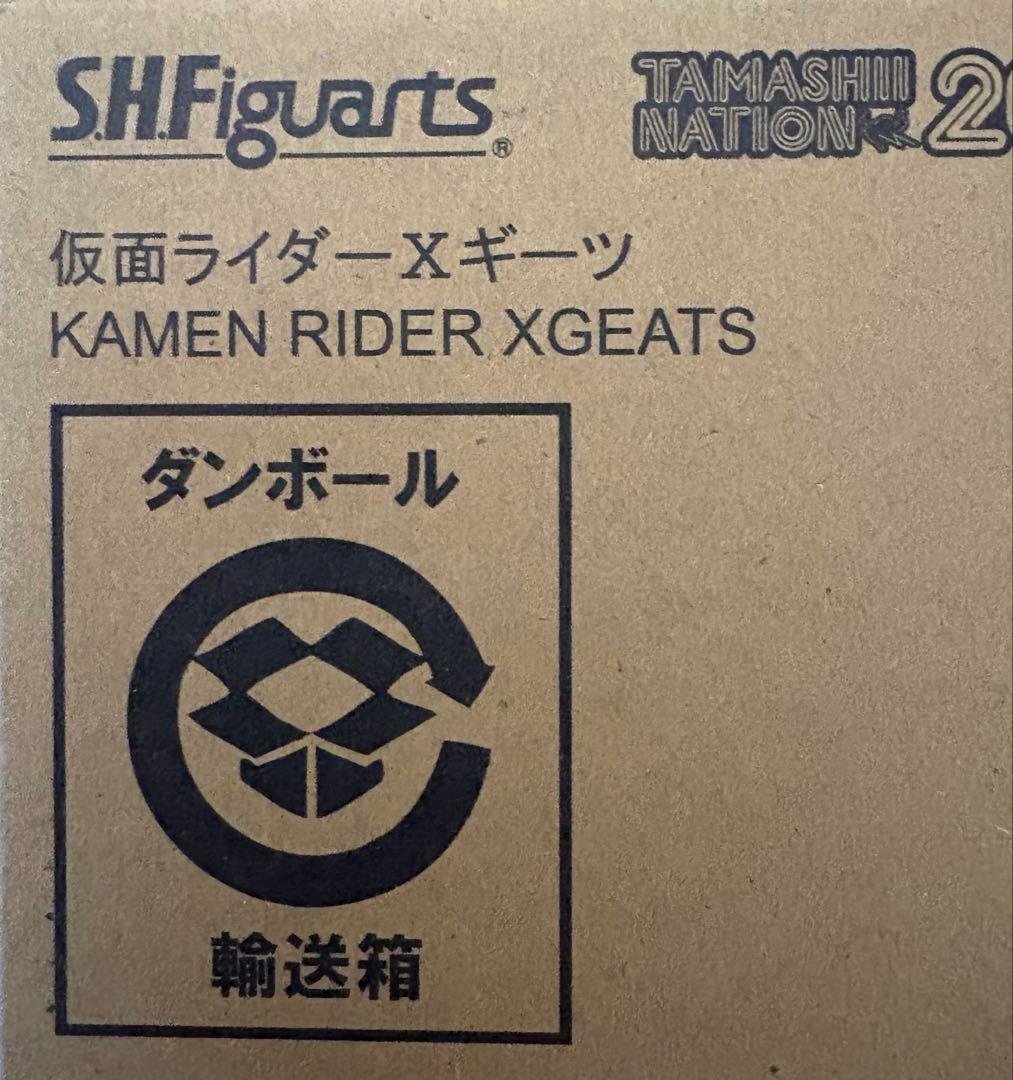 S.H.Figuarts®
TAMASHII
NATION 2
仮面ライダーXギーツ
KAMEN RIDER XGEATS
ダンボール
輸送箱